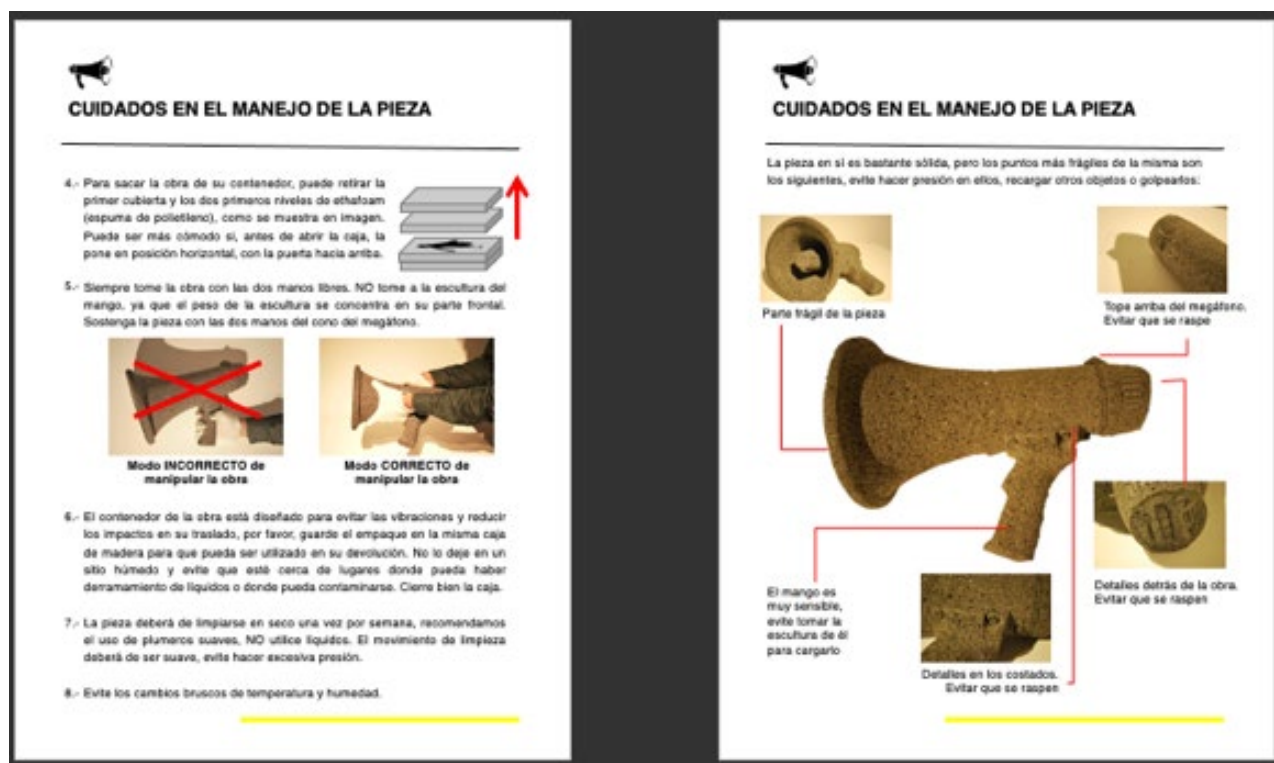 CUIDADOS EN EL MANEJO DE LA PIEZA
4.- Para sacar la obra de su contenedor, puede retirar la
primer cubierta y los dos primeros niveles de ethafoam
(espuma de polietileno), como se muestra en imagen.
Puede ser más cómodo si, antes de abrir la caja, la
pone en posición horizontal, con la puerta hacia arriba.
5.- Siempre tome la obra con las dos manos libres. NO tome a la escultura del
mango, ya que el peso de la escultura se concentra en su parte frontal.
Sostenga la pieza con las dos manos del cono del megáfono.
Modo INCORRECTO de
manipular la obra
Modo CORRECTO de
manipular la obra
6.- El contenedor de la obra está diseñado para evitar las vibraciones y reducir
los impactos en su traslado, por favor, guarde el empaque en la misma caja
de madera para que pueda ser utilizado en su devolución. No lo deje en un
sitio húmedo y evite que esté cerca de lugares donde pueda haber
derramamiento de líquidos o donde pueda contaminarse. Cierre bien la caja.
7.- La pieza deberá de limpiarse en seco una vez por semana, recomendamos
el uso de plumeros suaves, NO utilice líquidos. El movimiento de limpieza
deberá de ser suave, evite hacer excesiva presión.
8.- Evite los cambios bruscos de temperatura y humedad.
CUIDADOS EN EL MANEJO DE LA PIEZA
La pieza en sí es bastante sólida, pero los puntos más frágiles de la misma son
los siguientes, evite hacer presión en ellos, recargar otros objetos o golpearlos:
Parte frágil de la pieza
Tope arriba del megáfono.
Evitar que se raspe
El mango es
muy sensible,
evite tomar la
escultura de él
para cargarlo
Detalles detrás de la obra.
Evitar que se raspen
Detalles en los costados.
Evitar que se raspen